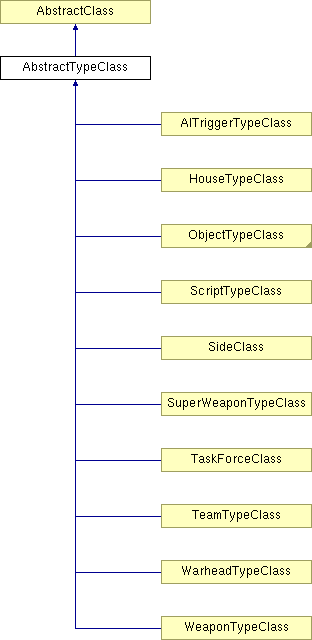 AbstractClass
AbstractTypeClass
AITriggerTypeClass
HouseTypeClass
ObjectTypeClass
ScriptTypeClass
SideClass
SuperWeaponTypeClass
TaskForceClass
TeamTypeClass
WarheadTypeClass
WeaponTypeClass